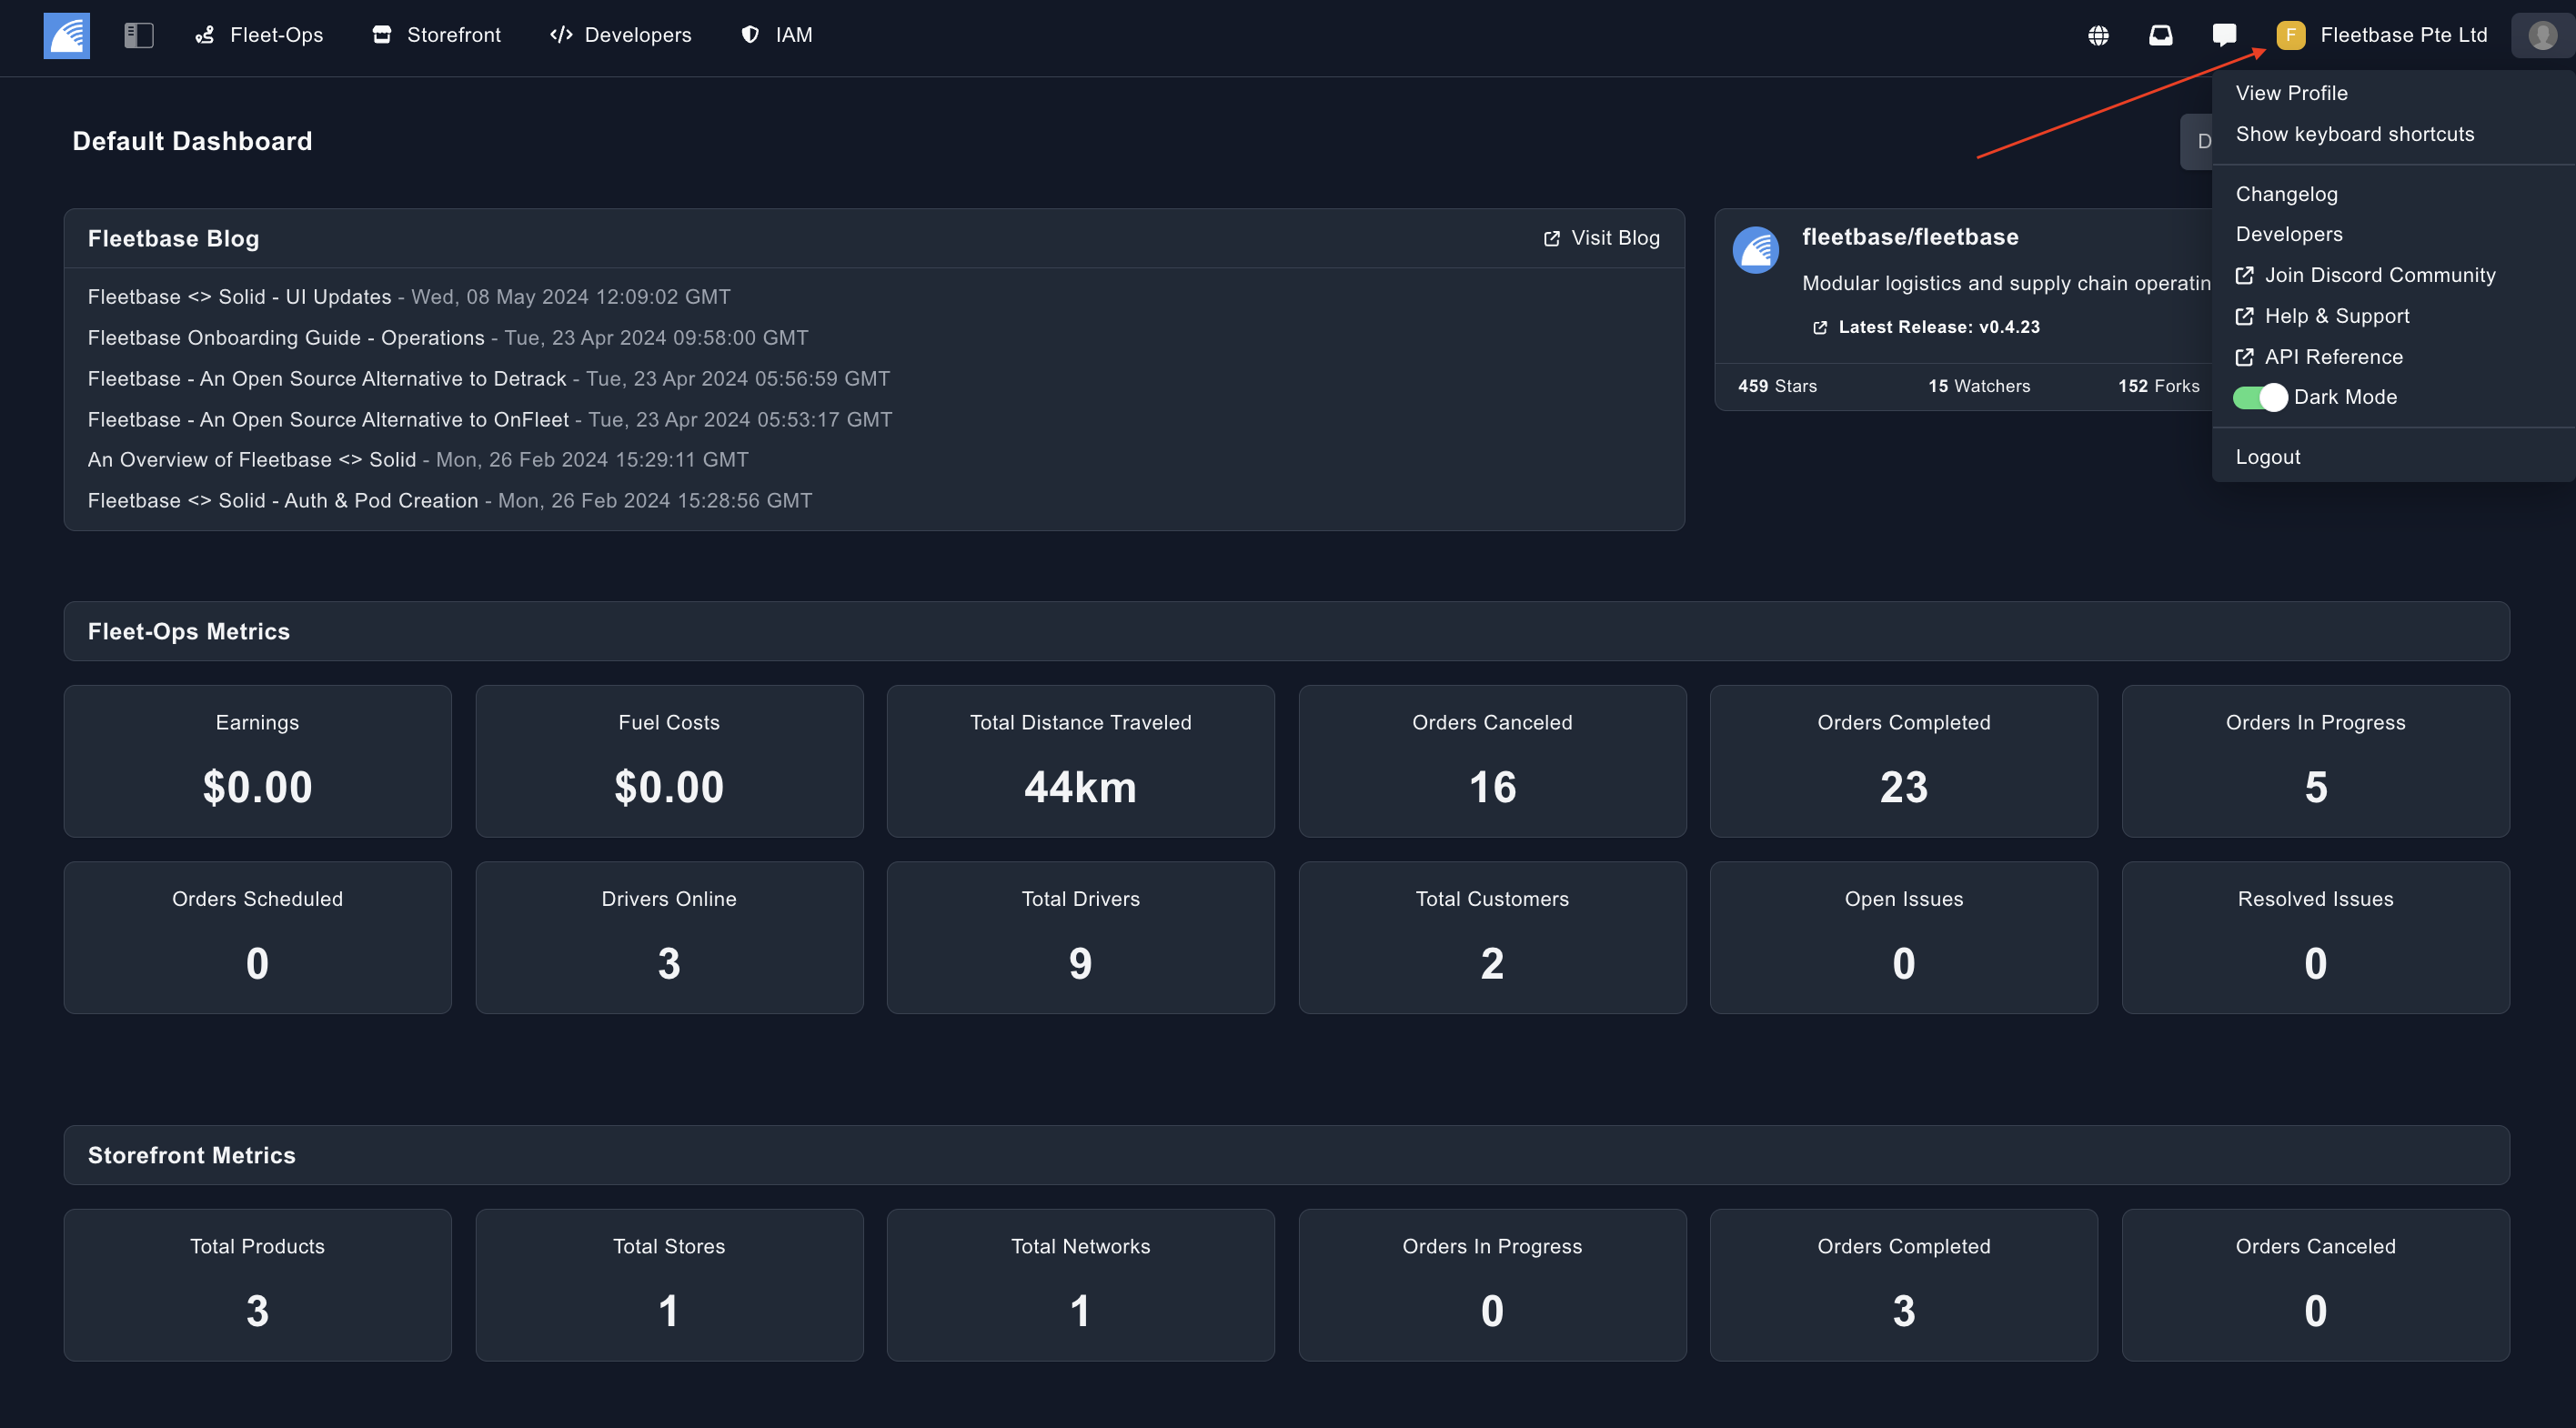 Fleet-Ops
Storefront
Developers
IAM
F
Fleetbase Pte Ltd
View Profile
Show keyboard shortcuts
Changelog
Developers
Join Discord Community
Help & Support
API Reference
Dark Mode
Logout
Default Dashboard
D
Fleetbase Blog
Visit Blog
Fleetbase <> Solid - UI Updates - Wed, 08 May 2024 12:09:02 GMT
Fleetbase Onboarding Guide - Operations - Tue, 23 Apr 2024 09:58:00 GMT
Fleetbase - An Open Source Alternative to Detrack - Tue, 23 Apr 2024 05:56:59 GMT
Fleetbase - An Open Source Alternative to OnFleet - Tue, 23 Apr 2024 05:53:17 GMT
An Overview of Fleetbase <> Solid - Mon, 26 Feb 2024 15:29:11 GMT
Fleetbase <> Solid - Auth & Pod Creation - Mon, 26 Feb 2024 15:28:56 GMT
fleetbase/fleetbase
Modular logistics and supply chain operatin
Latest Release: v0.4.23
459 Stars
15 Watchers
152 Forks
Fleet-Ops Metrics
Earnings
$0.00
Fuel Costs
$0.00
Total Distance Traveled
44km
Orders Canceled
16
Orders Completed
23
Orders In Progress
5
Orders Scheduled
0
Drivers Online
3
Total Drivers
9
Total Customers
2
Open Issues
0
Resolved Issues
0
Storefront Metrics
Total Products
3
Total Stores
1
Total Networks
1
Orders In Progress
0
Orders Completed
3
Orders Canceled
0